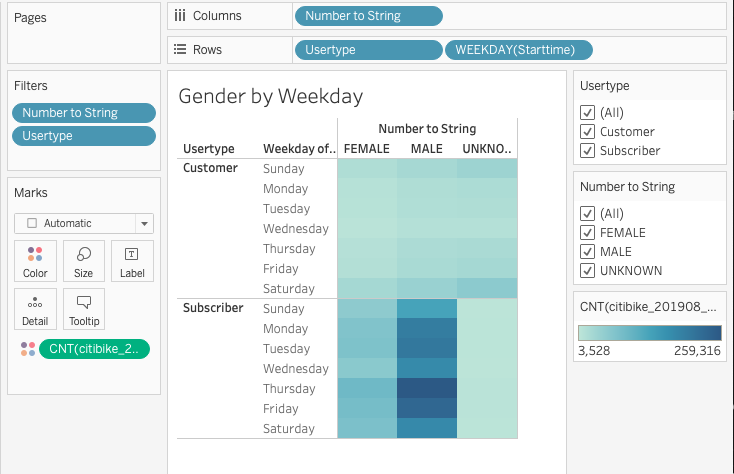 Pages
Columns Number to String
Rows Usertype WEEKDAY(Starttime)
Filters
Number to String
Usertype
Marks
Automatic
Color Size Label
Detail Tooltip
CNT(citibike_2..
Gender by Weekday
Number to String
Usertype Weekday of.. FEMALE MALE UNKNO..
Customer Sunday
Monday
Tuesday
Wednesday
Thursday
Friday
Saturday
Subscriber Sunday
Monday
Tuesday
Wednesday
Thursday
Friday
Saturday
Usertype
(All)
Customer
Subscriber
Number to String
(All)
FEMALE
MALE
UNKNOWN
CNT(citibike_201908_...
3,528 259,316